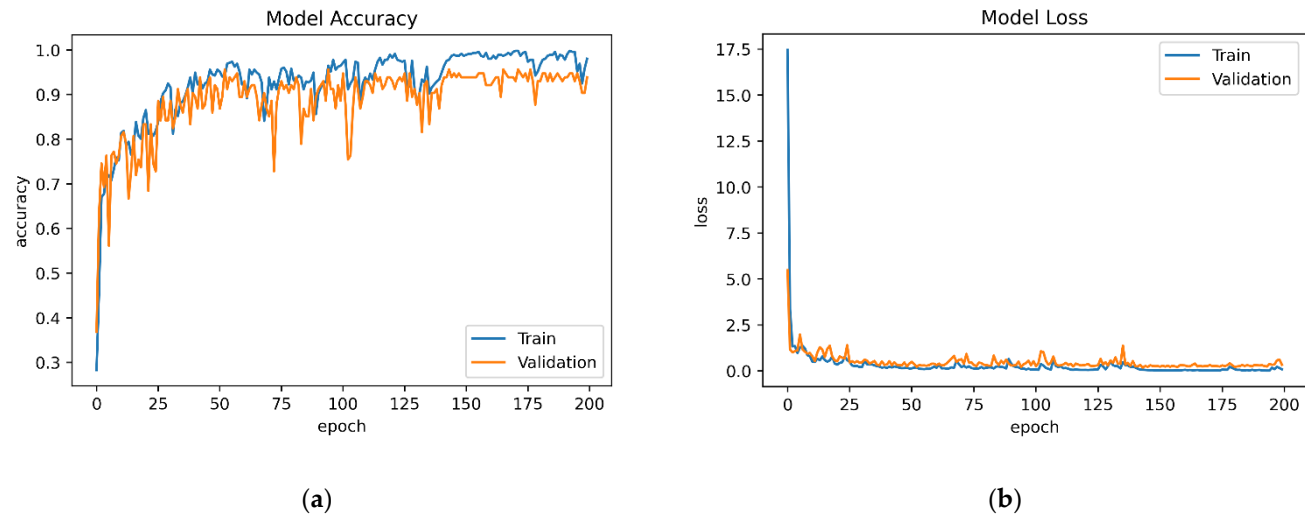 Model Accuracy
1.0
0.9
0.8
0.7
0.6
0.5
0.4
0.3
accuracy
0 25 50 75 100 125 150 175 200
epoch
Train
Validation
(a)
Model Loss
17.5
15.0
12.5
10.0
7.5
5.0
2.5
0.0
loss
0 25 50 75 100 125 150 175 200
epoch
Train
Validation
(b)